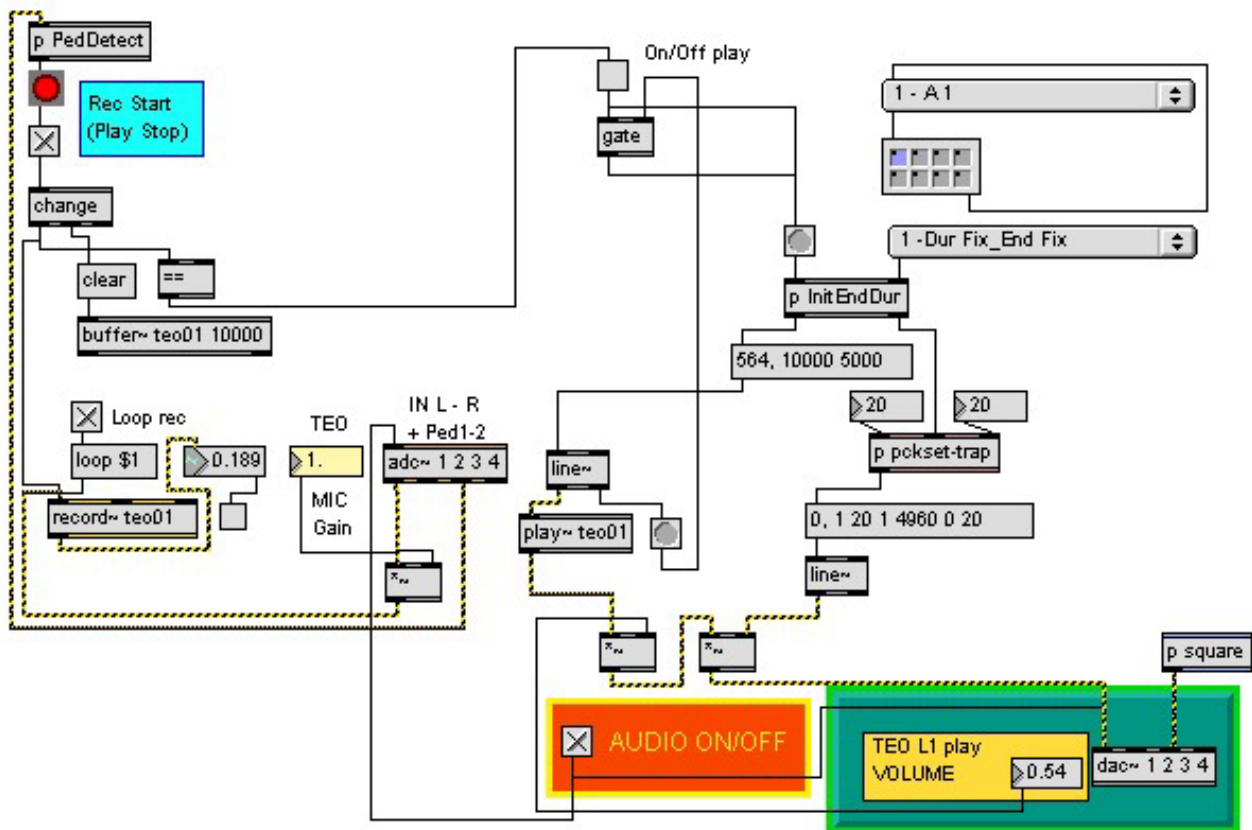 p PedDetect
On/Off play
Rec Start
(Play Stop)
1 - A 1
gate
change
1 -Dur Fix_End Fix
clear
==
p InitEndDur
buffer~ teo01 10000
564, 10000 5000
Loop rec
TEO
IN L - R
+ Ped1-2
20
20
loop $1
0.189
1.
adc~ 1 2 3 4
line~
p pckset-trap
record~ teo01
MIC
Gain
play~ teo01
0, 1 20 1 4960 0 20
*~
line~
*~
*~
p square
AUDIO ON/OFF
TEO L1 play
VOLUME
0.54
dac~ 1 2 3 4